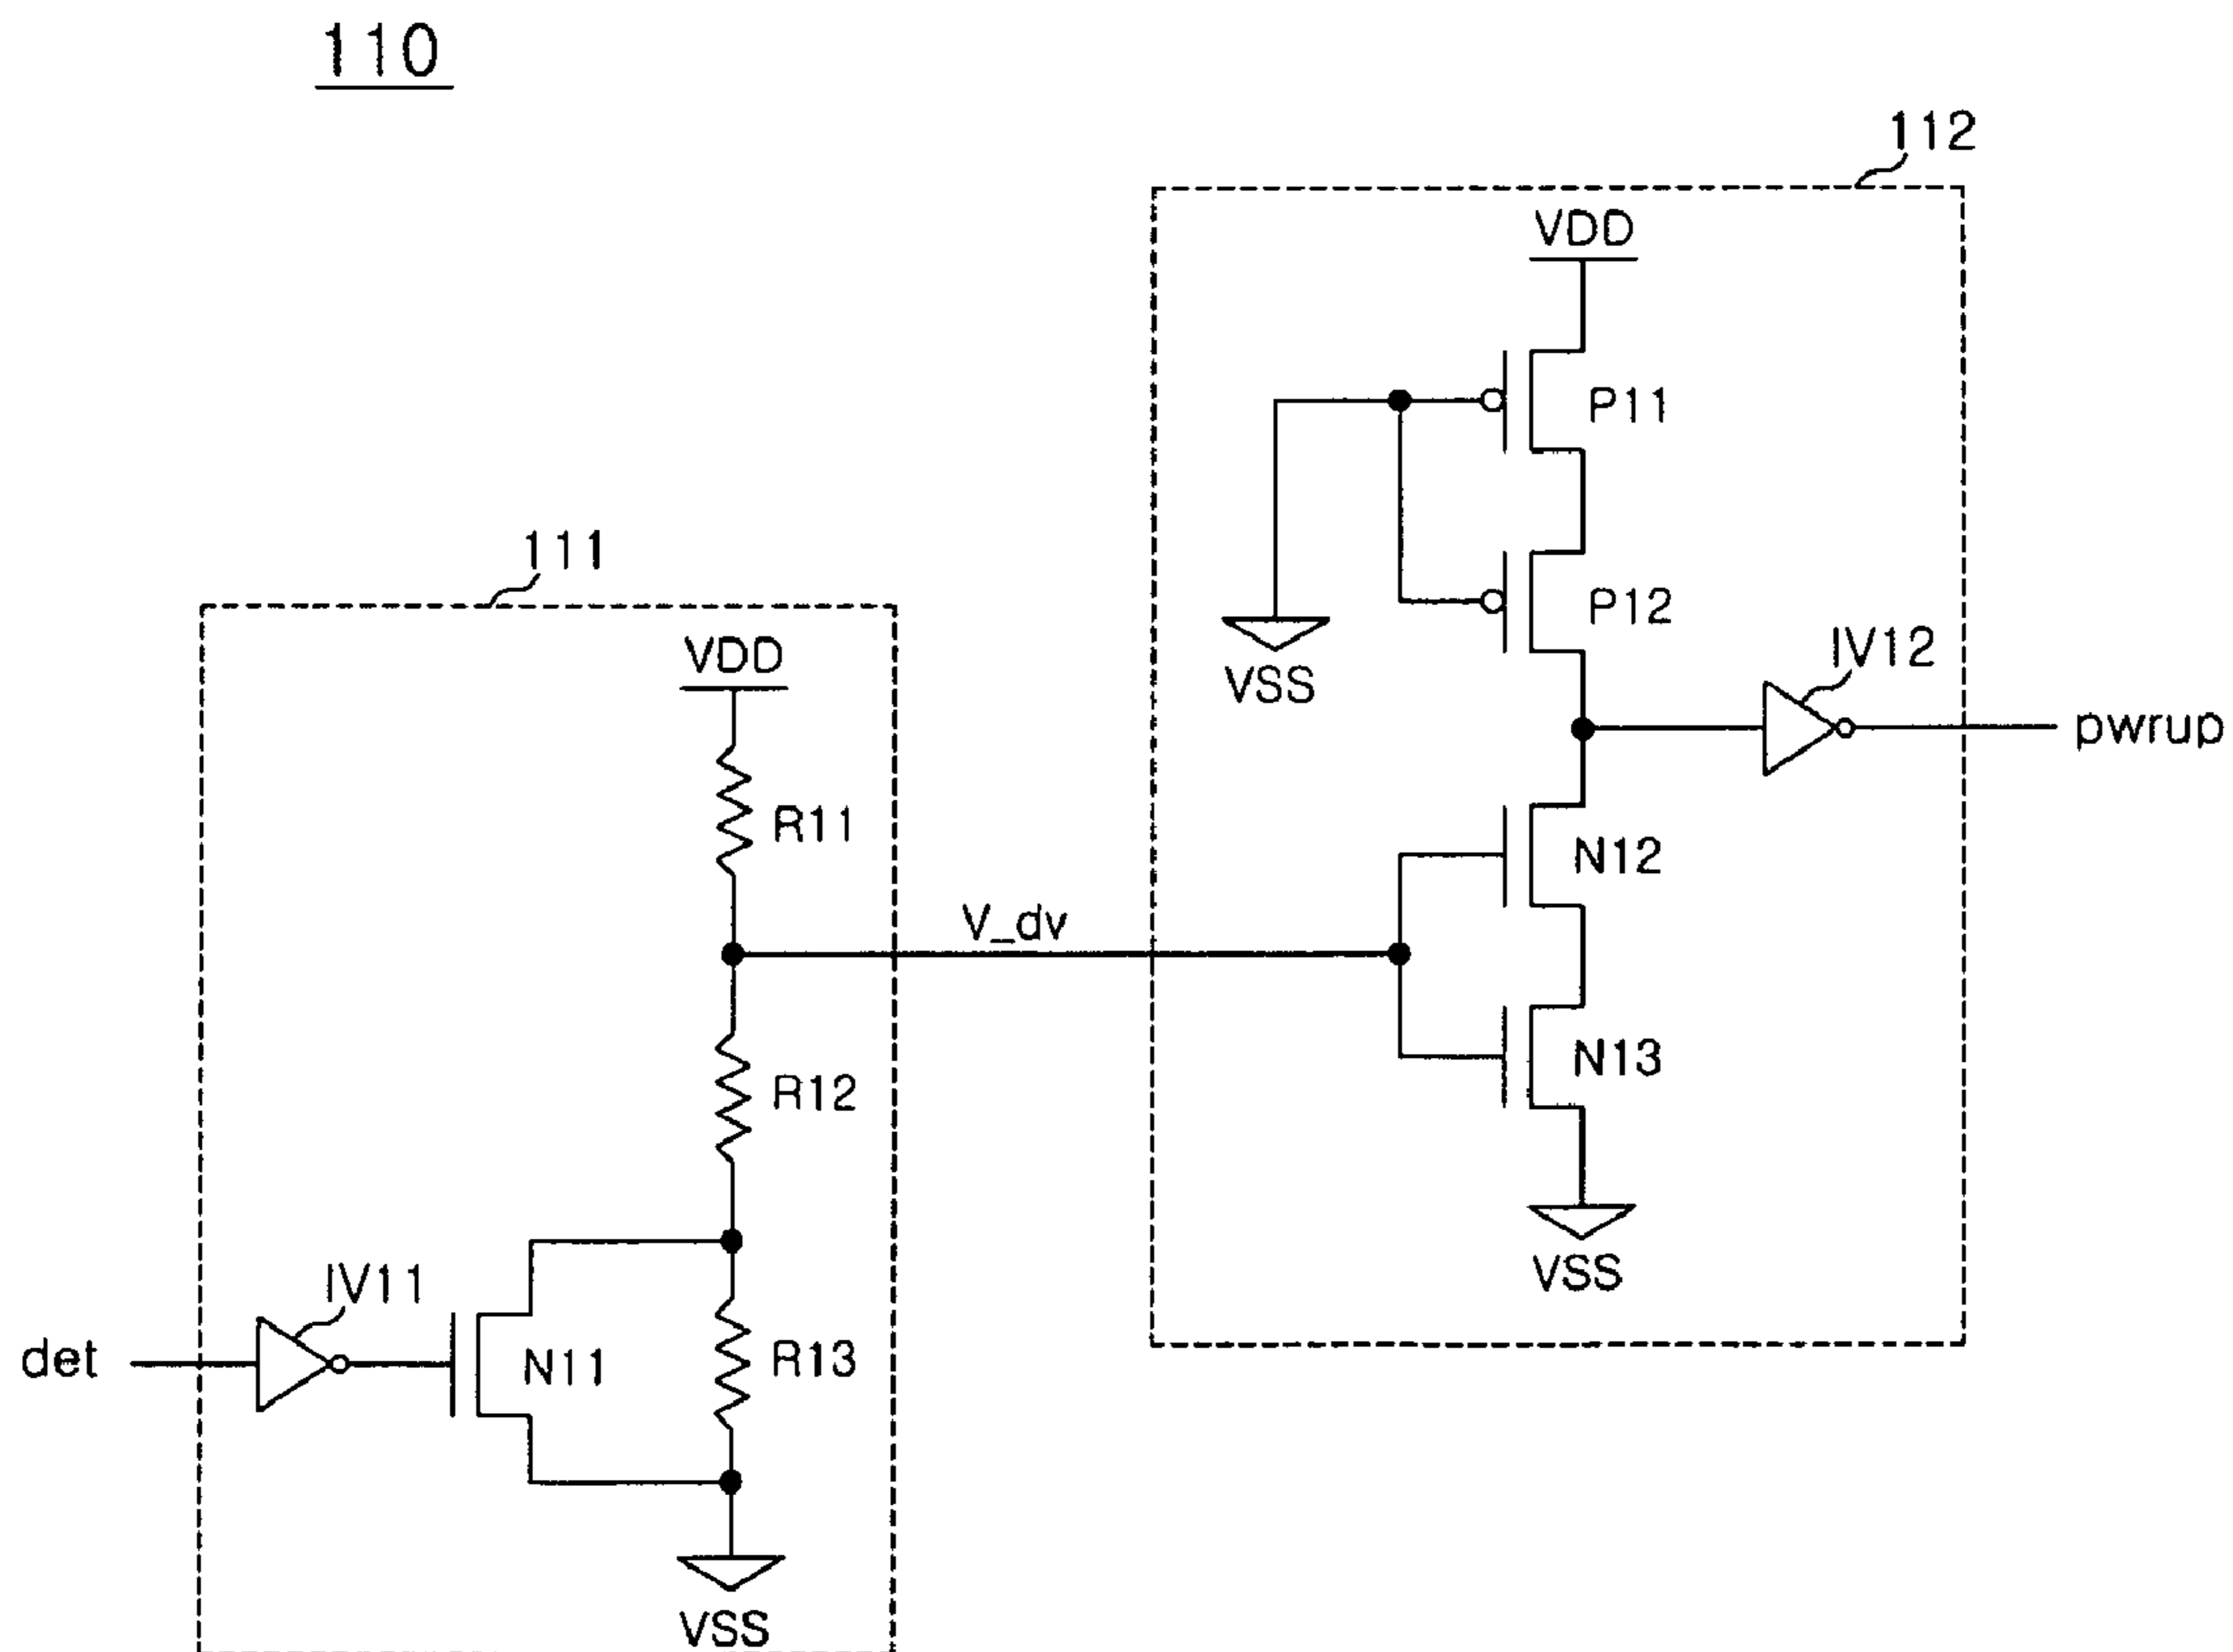 110
112
VDD
P11
111
P12
VDD
IV12
VSS
pwrup
R11
N12
V_dv
N13
R12
IV11
VSS
det
N11
R13
VSS